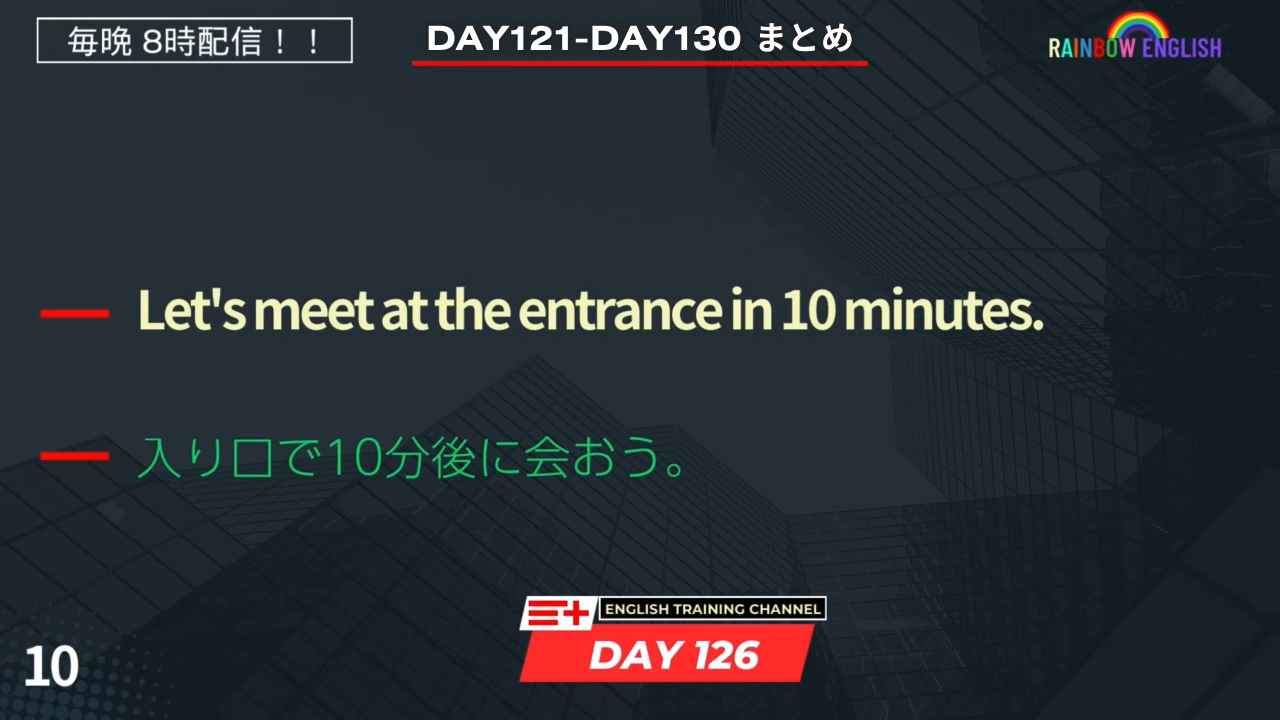 毎晩 8時配信！！
DAY121-DAY130 まとめ
RAINBOW ENGLISH
Let's meet at the entrance in 10 minutes.
入り口で10分後に会おう。
ENGLISH TRAINING CHANNEL
DAY 126
10